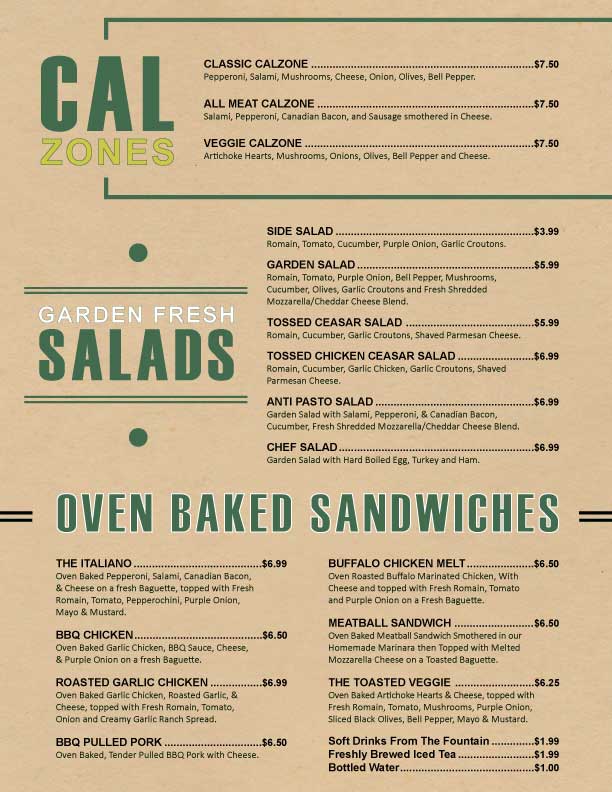 CAL
ZONES
CLASSIC CALZONE ........................................................................$7.50
Pepperoni, Salami, Mushrooms, Cheese, Onion, Olives, Bell Pepper.
ALL MEAT CALZONE ......................................................................$7.50
Salami, Pepperoni, Canadian Bacon, and Sausage smothered in Cheese.
VEGGIE CALZONE ..........................................................................$7.50
Artichoke Hearts, Mushrooms, Onions, Olives, Bell Pepper and Cheese.
GARDEN FRESH
SALADS
SIDE SALAD ................................................................$3.99
Romain, Tomato, Cucumber, Purple Onion, Garlic Croutons.
GARDEN SALAD .........................................................$5.99
Romain, Tomato, Purple Onion, Bell Pepper, Mushrooms,
Cucumber, Olives, Garlic Croutons and Fresh Shredded
Mozzarella/Cheddar Cheese Blend.
TOSSED CEASAR SALAD .........................................$5.99
Romain, Cucumber, Garlic Croutons, Shaved Parmesan Cheese.
TOSSED CHICKEN CEASAR SALAD ........................$6.99
Romain, Cucumber, Garlic Chicken, Garlic Croutons, Shaved
Parmesan Cheese.
ANTI PASTO SALAD ...................................................$6.99
Garden Salad with Salami, Pepperoni, & Canadian Bacon,
Cucumber, Fresh Shredded Mozzarella/Cheddar Cheese Blend.
CHEF SALAD...............................................................$6.99
Garden Salad with Hard Boiled Egg, Turkey and Ham.
OVEN BAKED SANDWICHES
THE ITALIANO .........................................$6.99
Oven Baked Pepperoni, Salami, Canadian Bacon,
& Cheese on a fresh Baguette, topped with Fresh
Romain, Tomato, Pepperochini, Purple Onion,
Mayo & Mustard.
BBQ CHICKEN.........................................$6.50
Oven Baked Garlic Chicken, BBQ Sauce, Cheese,
& Purple Onion on a fresh Baguette.
ROASTED GARLIC CHICKEN .................$6.99
Oven Baked Garlic Chicken, Roasted Garlic, &
Cheese, topped with Fresh Romain, Tomato,
Onion and Creamy Garlic Ranch Spread.
BBQ PULLED PORK ................................$6.50
Oven Baked, Tender Pulled BBQ Pork with Cheese.
BUFFALO CHICKEN MELT.....................$6.50
Oven Roasted Buffalo Marinated Chicken, With
Cheese and topped with Fresh Romain, Tomato
and Purple Onion on a Fresh Baguette.
MEATBALL SANDWICH .........................$6.50
Oven Baked Meatball Sandwich Smothered in our
Homemade Marinara then Topped with Melted
Mozzarella Cheese on a Toasted Baguette.
THE TOASTED VEGGIE .........................$6.25
Oven Baked Artichoke Hearts & Cheese, topped with
Fresh Romain, Tomato, Mushrooms, Purple Onion,
Sliced Black Olives, Bell Pepper, Mayo & Mustard.
Soft Drinks From The Fountain .............$1.99
Freshly Brewed Iced Tea .......................$1.99
Bottled Water........................................$1.00